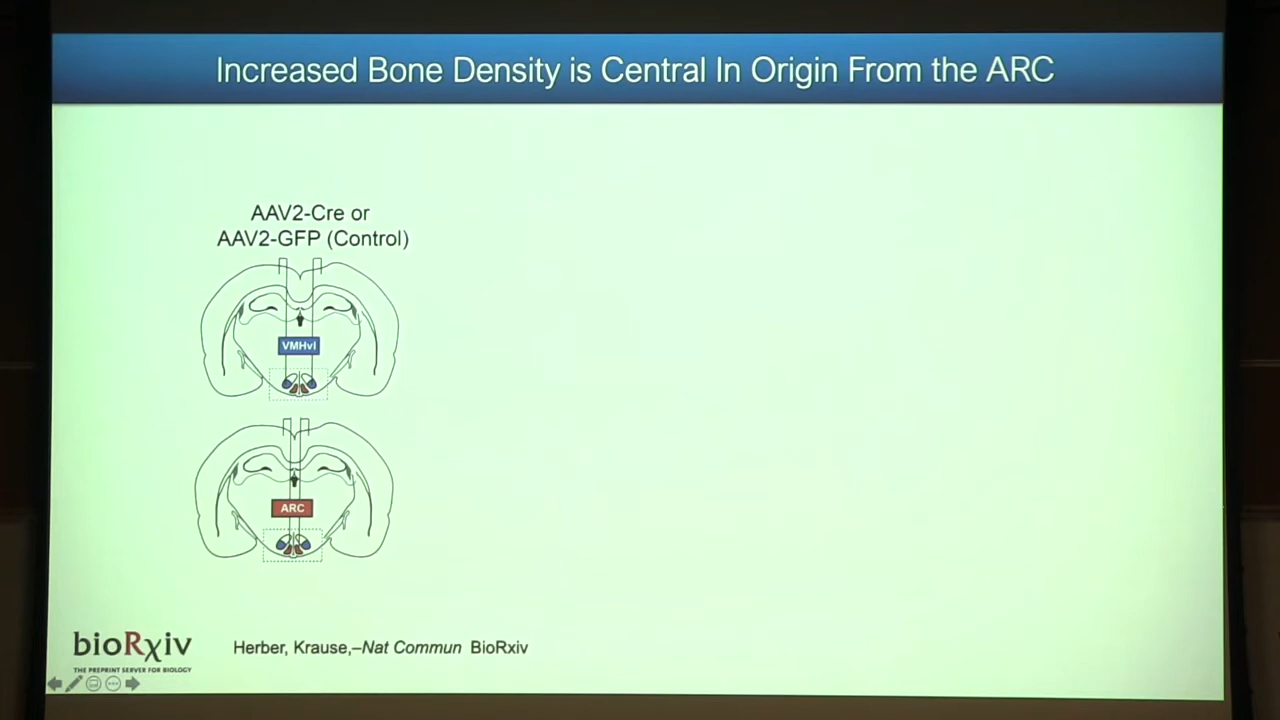 Increased Bone Density is Central In Origin From the ARC
AAV2-Cre or
AAV2-GFP (Control)
VMHvl
ARC
bioRxiv
THE PREPRINT SERVER FOR BIOLOGY
Herber, Krause,–Nat Commun BioRxiv